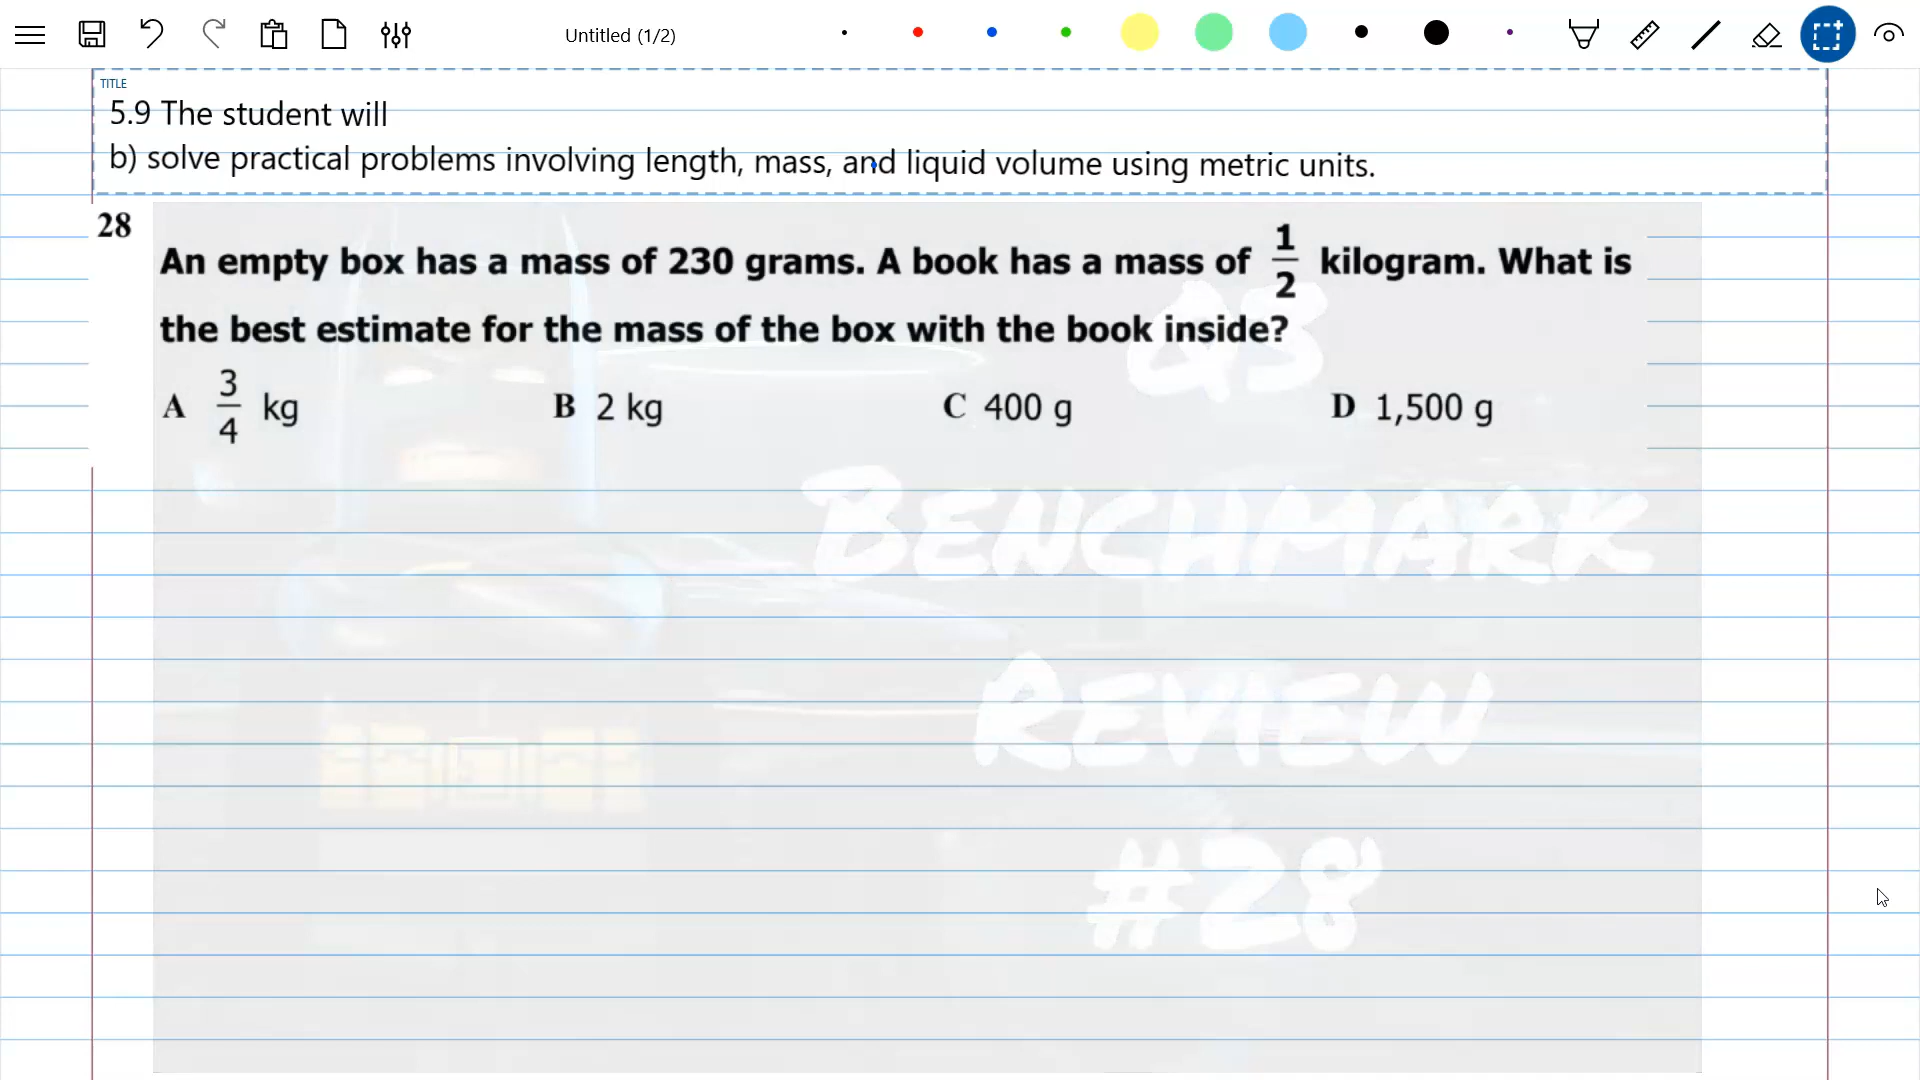 Untitled (1/2)
TITLE
5.9 The student will
b) solve practical problems involving length, mass, and liquid volume using metric units.
28
An empty box has a mass of 230 grams. A book has a mass of 1/2 kilogram. What is
the best estimate for the mass of the box with the book inside?
A 3/4 kg B 2 kg C 400 g D 1,500 g
Q3
BENCHMARK
REVIEW
#28